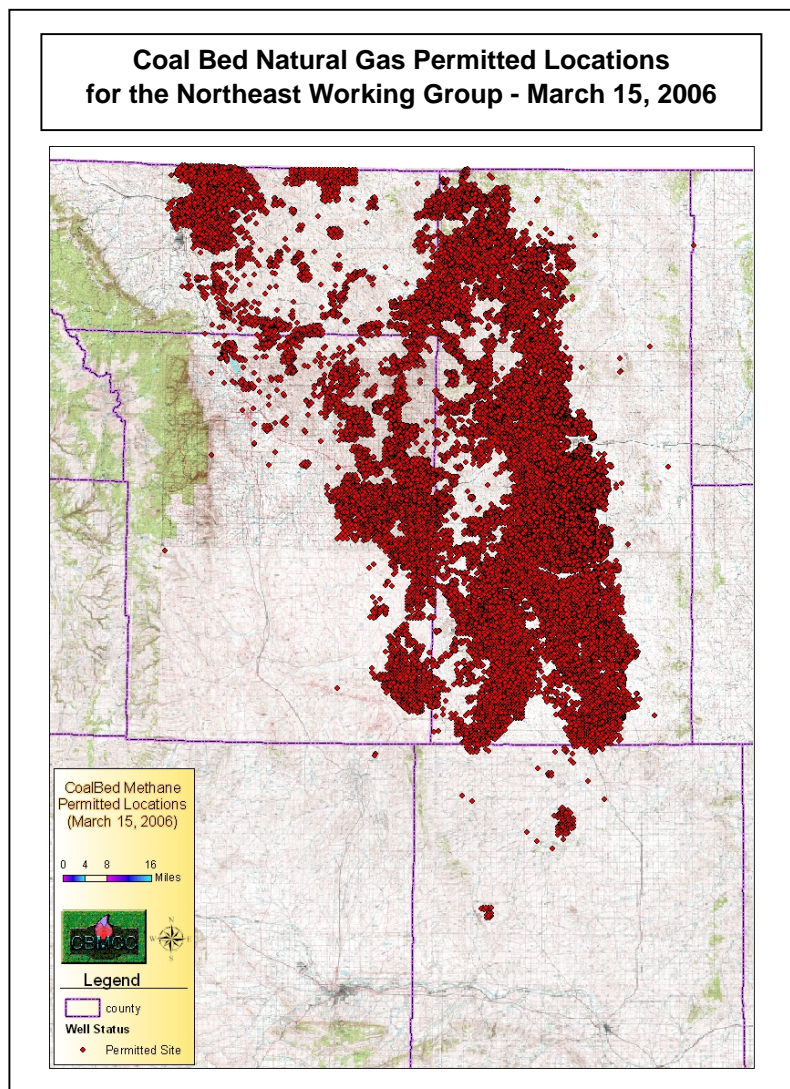 Coal Bed Natural Gas Permitted Locations
for the Northeast Working Group - March 15, 2006
CoalBed Methane
Permitted Locations
(March 15, 2006)
0 4 8 16
Miles
CBMCC
N
W E
S
Legend
county
Well Status
Permitted Site